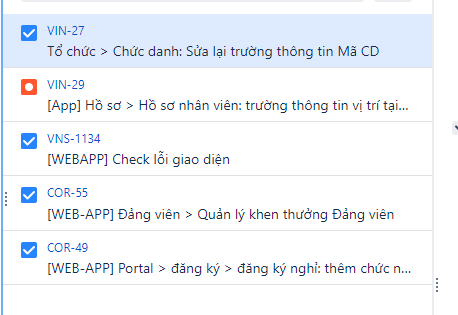 VIN-27
Tổ chức > Chức danh: Sửa lại trường thông tin Mã CD
VIN-29
[App] Hồ sơ > Hồ sơ nhân viên: trường thông tin vị trí tại...
VNS-1134
[WEBAPP] Check lỗi giao diện
COR-55
[WEB-APP] Đảng viên > Quản lý khen thưởng Đảng viên
COR-49
[WEB-APP] Portal > đăng ký > đăng ký nghỉ: thêm chức n...